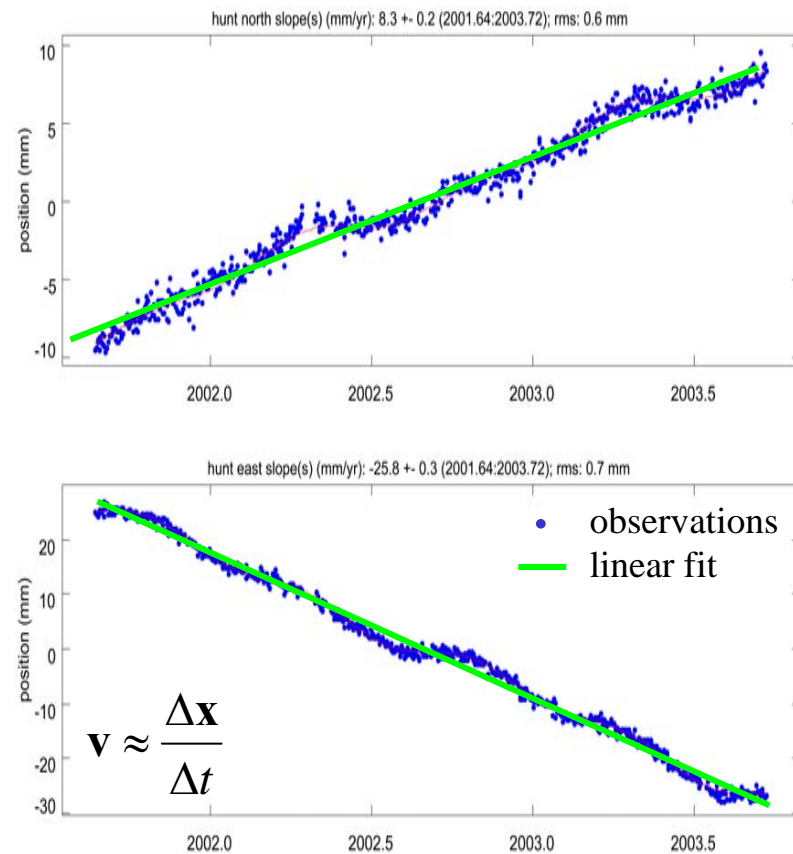 hunt north slope(s) (mm/yr): 8.3 +- 0.2 (2001.64:2003.72); rms: 0.6 mm
position (mm)
10
5
0
-5
-10
2002.0 2002.5 2003.0 2003.5
hunt east slope(s) (mm/yr): -25.8 +- 0.3 (2001.64:2003.72); rms: 0.7 mm
position (mm)
20
10
0
-10
-20
-30
observations
linear fit
v ≈ Δx/Δt
2002.0 2002.5 2003.0 2003.5